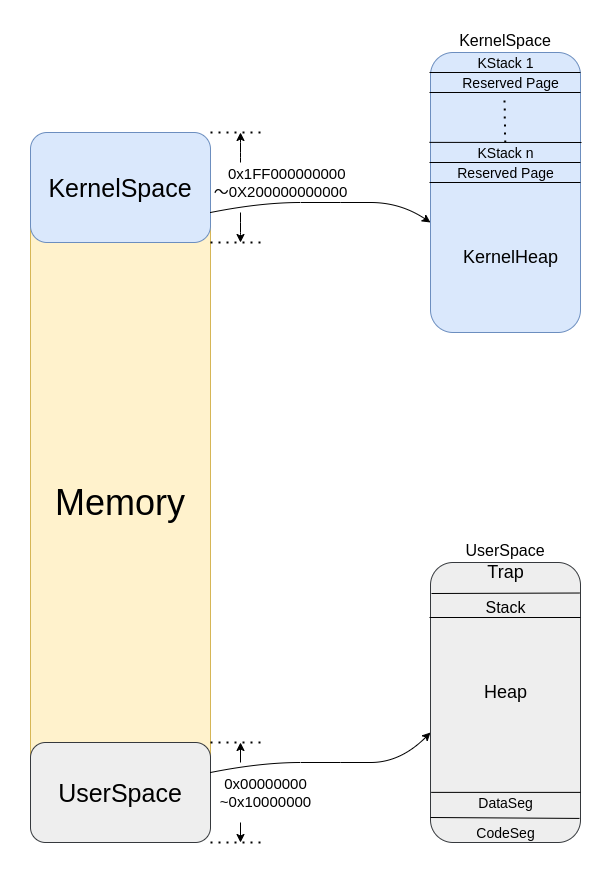 KernelSpace
KStack 1
Reserved Page
KStack n
Reserved Page
KernelHeap
KernelSpace
0x1FF000000000
～0X200000000000
Memory
UserSpace
Trap
Stack
Heap
DataSeg
CodeSeg
UserSpace
0x00000000
~0x10000000